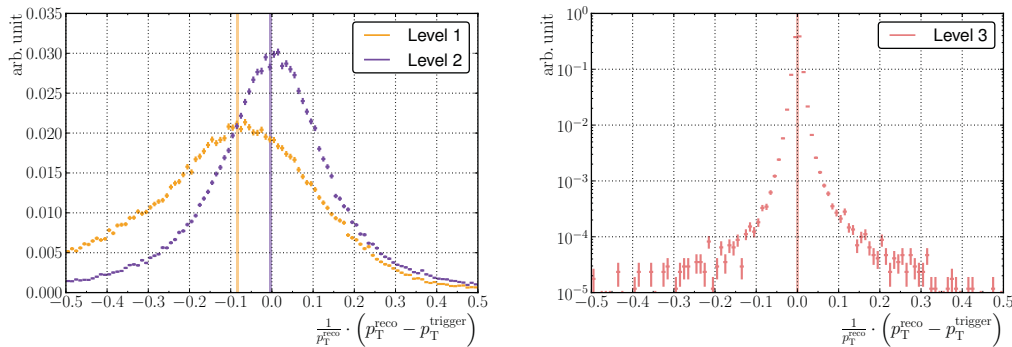 arb. unit
0.035
0.030
0.025
0.020
0.015
0.010
0.005
0.000
Level 1
Level 2
-0.5 -0.4 -0.3 -0.2 -0.1 0.0 0.1 0.2 0.3 0.4 0.5
1/p_T^reco · (p_T^reco − p_T^trigger)
arb. unit
10^0
10^-1
10^-2
10^-3
10^-4
10^-5
Level 3
-0.5 -0.4 -0.3 -0.2 -0.1 0.0 0.1 0.2 0.3 0.4 0.5
1/p_T^reco · (p_T^reco − p_T^trigger)